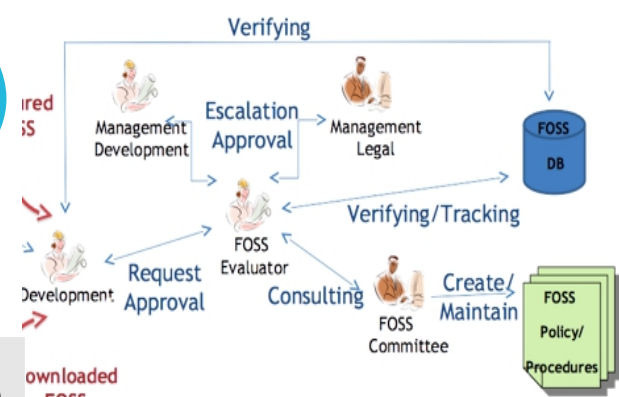 Verifying
Management
Development
Escalation
Approval
Management
Legal
FOSS
DB
Verifying/Tracking
FOSS
Evaluator
Development
Request
Approval
Consulting
FOSS
Committee
Create/
Maintain
FOSS
Policy/
Procedures